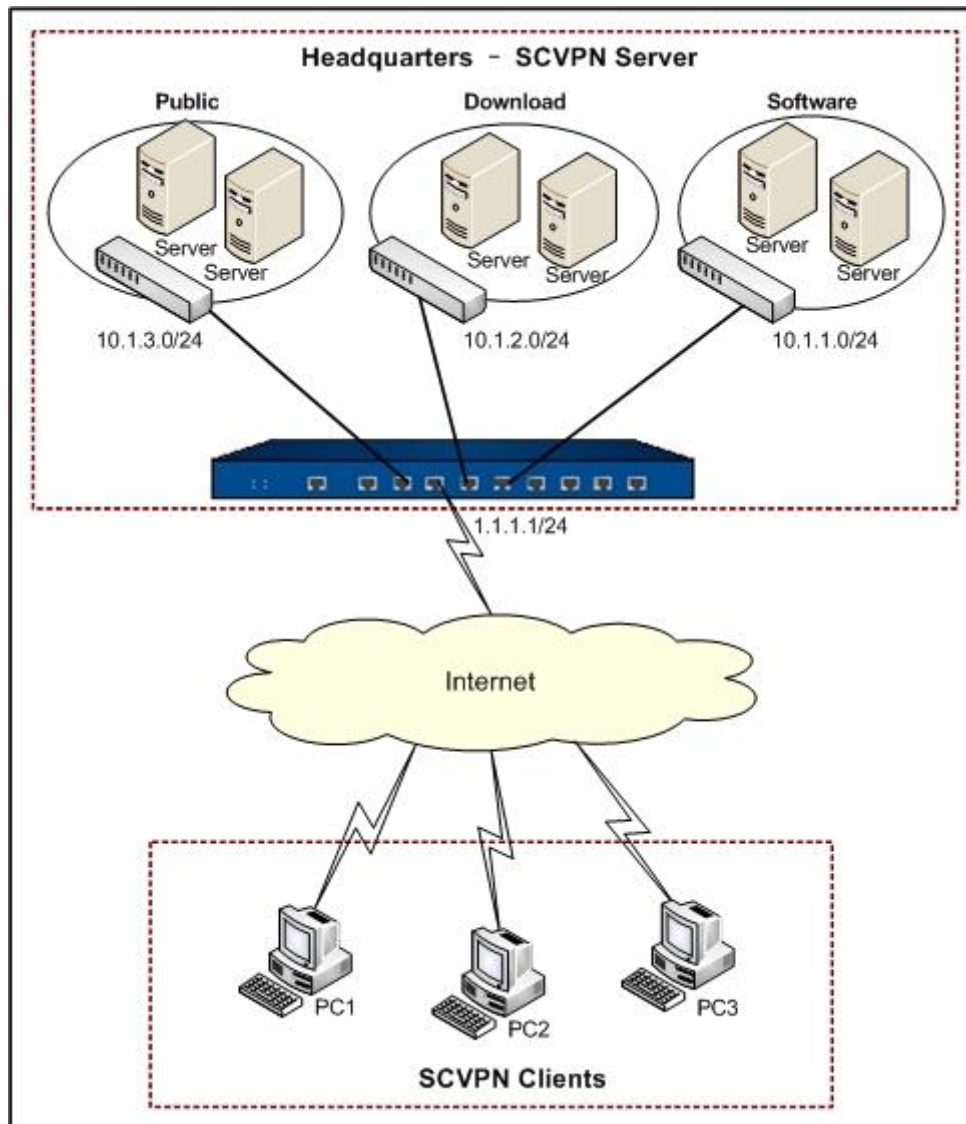 Headquarters - SCVPN Server
Public
Download
Software
Server
Server
Server
Server
Server
Server
10.1.3.0/24
10.1.2.0/24
10.1.1.0/24
1.1.1.1/24
Internet
PC1
PC2
PC3
SCVPN Clients